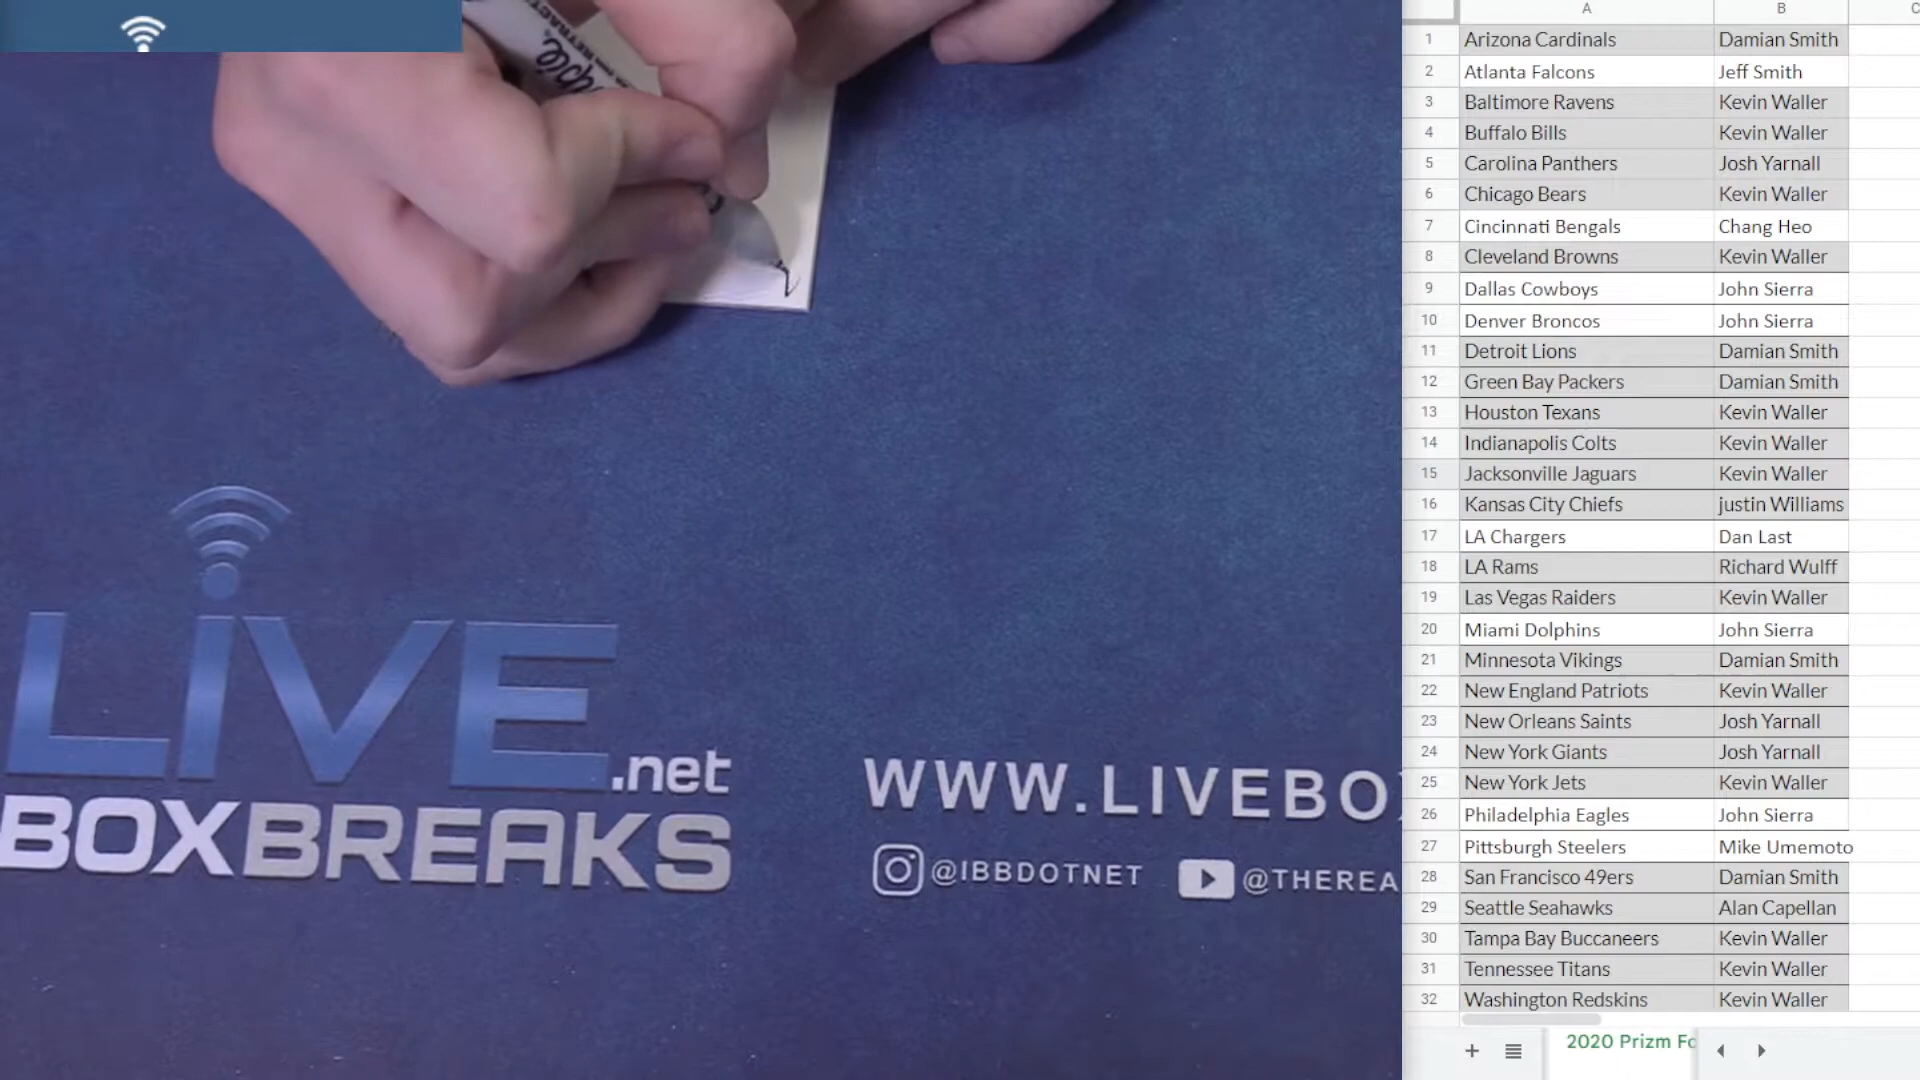 A B C
1 Arizona Cardinals Damian Smith
2 Atlanta Falcons Jeff Smith
3 Baltimore Ravens Kevin Waller
4 Buffalo Bills Kevin Waller
5 Carolina Panthers Josh Yarnall
6 Chicago Bears Kevin Waller
7 Cincinnati Bengals Chang Heo
8 Cleveland Browns Kevin Waller
9 Dallas Cowboys John Sierra
10 Denver Broncos John Sierra
11 Detroit Lions Damian Smith
12 Green Bay Packers Damian Smith
13 Houston Texans Kevin Waller
14 Indianapolis Colts Kevin Waller
15 Jacksonville Jaguars Kevin Waller
16 Kansas City Chiefs justin Williams
17 LA Chargers Dan Last
18 LA Rams Richard Wulff
19 Las Vegas Raiders Kevin Waller
20 Miami Dolphins John Sierra
21 Minnesota Vikings Damian Smith
22 New England Patriots Kevin Waller
23 New Orleans Saints Josh Yarnall
24 New York Giants Josh Yarnall
25 New York Jets Kevin Waller
26 Philadelphia Eagles John Sierra
27 Pittsburgh Steelers Mike Umemoto
28 San Francisco 49ers Damian Smith
29 Seattle Seahawks Alan Capellan
30 Tampa Bay Buccaneers Kevin Waller
31 Tennessee Titans Kevin Waller
32 Washington Redskins Kevin Waller
2020 Prizm Fo
LiVE.net
BOXBREAKS
WWW.LIVEBO
@IBBDOTNET @THEREA